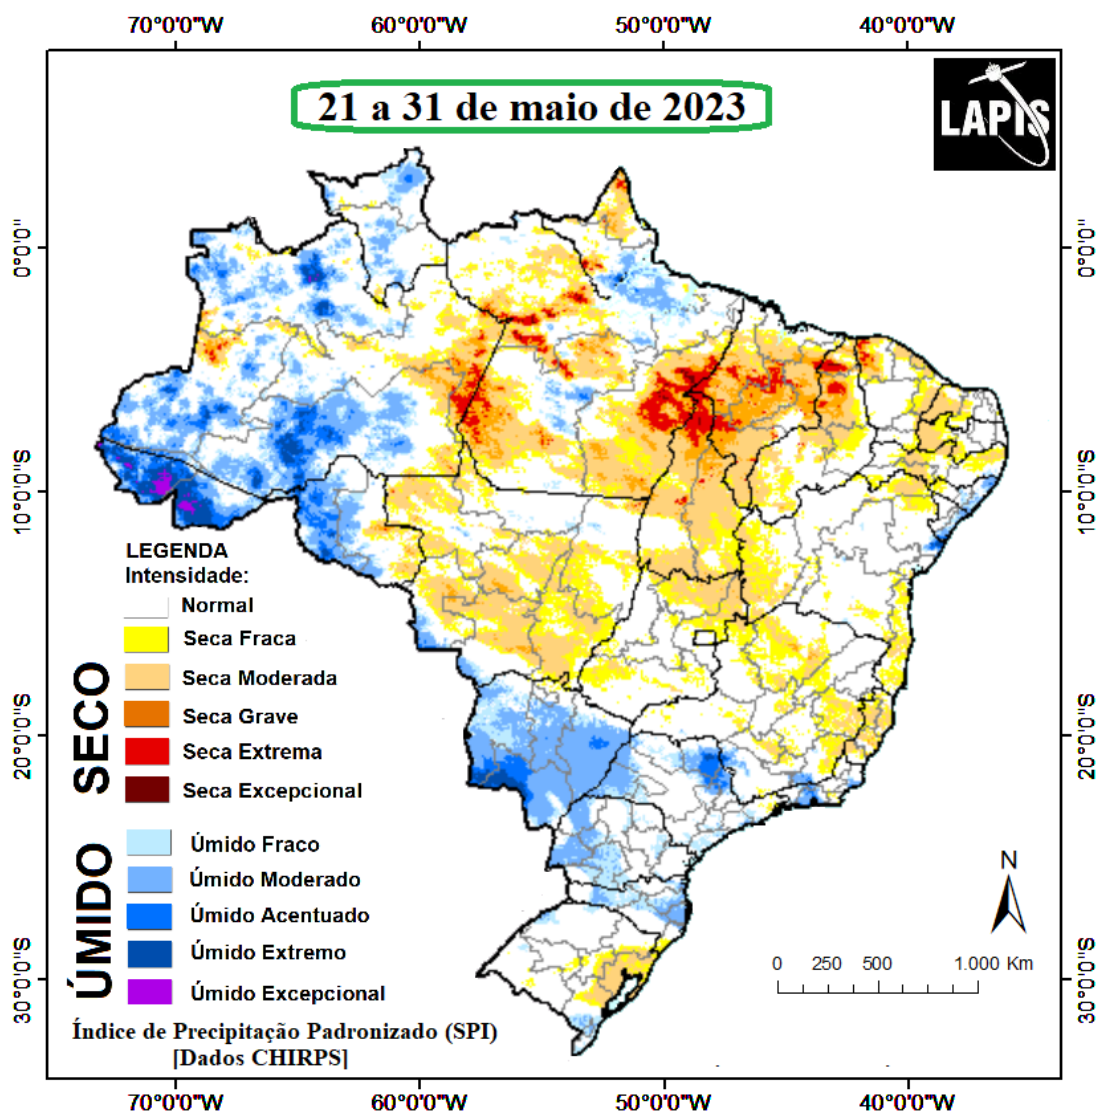 70°0'0"W 60°0'0"W 50°0'0"W 40°0'0"W
21 a 31 de maio de 2023
LAPIS
0°0'0" 0°0'0"
10°0'0"S 10°0'0"S
LEGENDA
Intensidade:
SECO
Normal
Seca Fraca
Seca Moderada
Seca Grave
Seca Extrema
Seca Excepcional
20°0'0"S 20°0'0"S
ÚMIDO
Úmido Fraco
Úmido Moderado
Úmido Acentuado
Úmido Extremo
Úmido Excepcional
N
0 250 500 1.000 Km
30°0'0"S 30°0'0"S
Índice de Precipitação Padronizado (SPI)
[Dados CHIRPS]
70°0'0"W 60°0'0"W 50°0'0"W 40°0'0"W